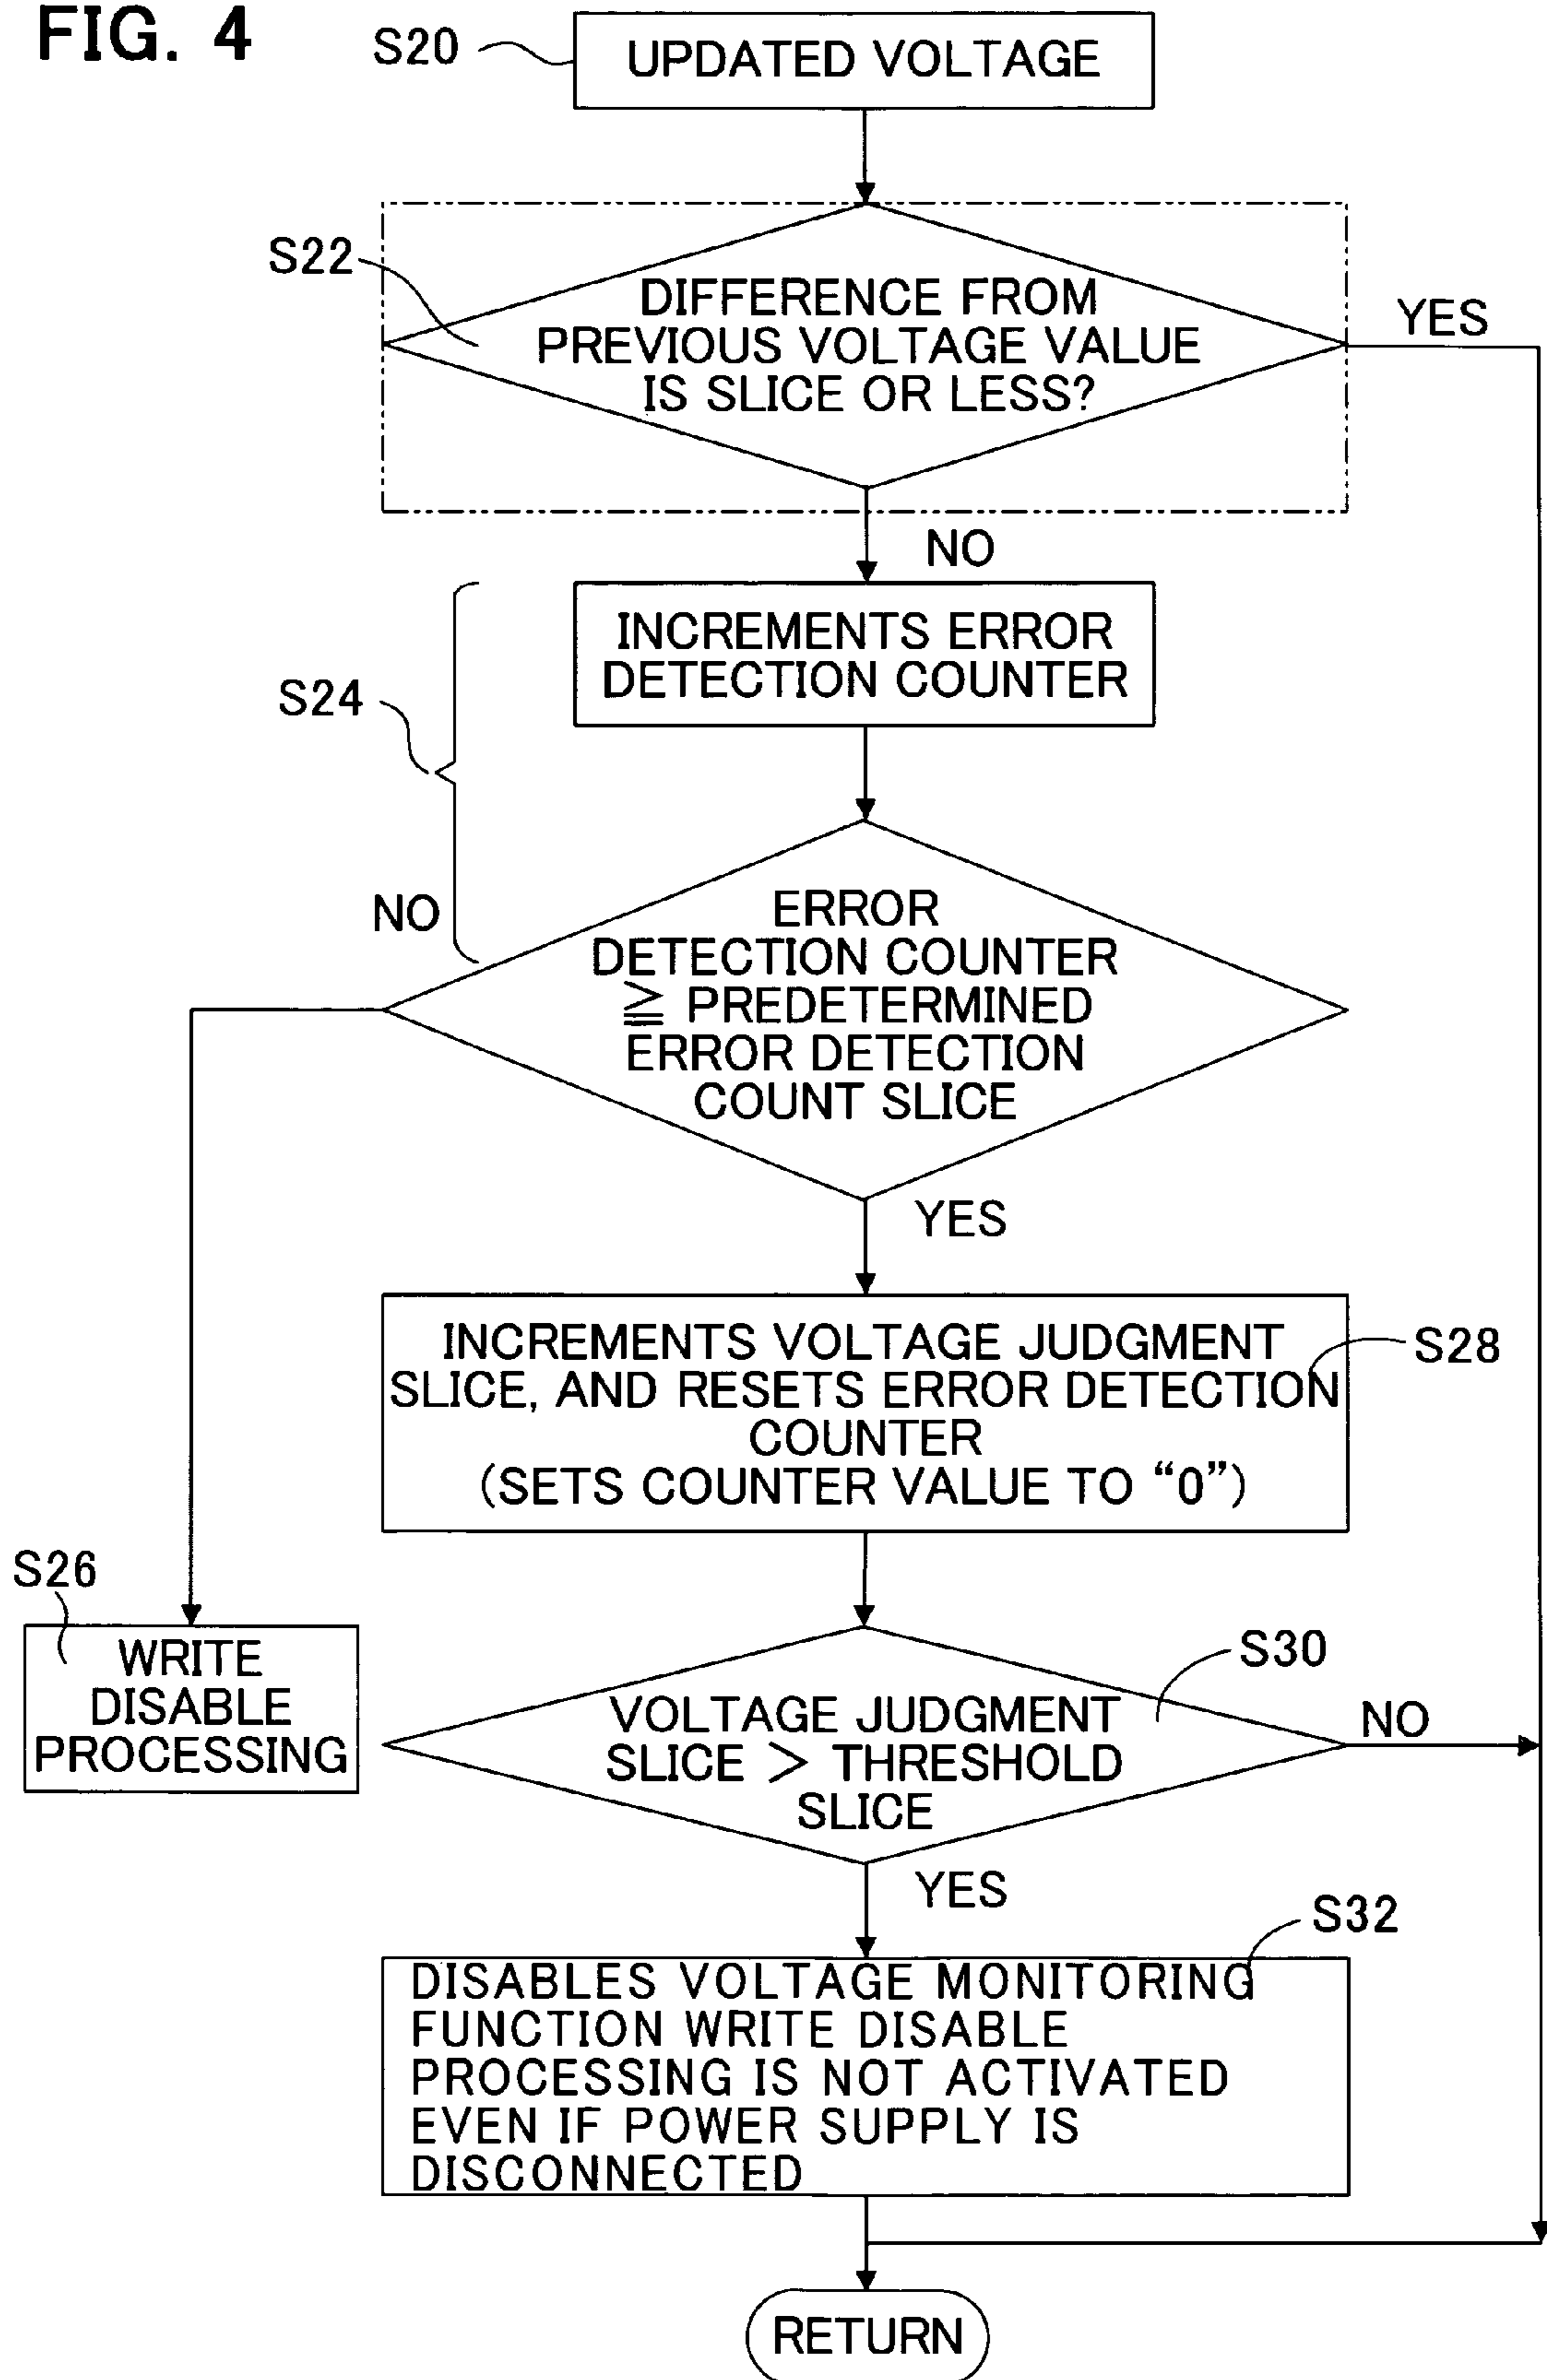 FIG. 4
S20
UPDATED VOLTAGE
S22
DIFFERENCE FROM
PREVIOUS VOLTAGE VALUE
IS SLICE OR LESS?
YES
NO
S24
INCREMENTS ERROR
DETECTION COUNTER
NO
ERROR
DETECTION COUNTER
≧ PREDETERMINED
ERROR DETECTION
COUNT SLICE
YES
INCREMENTS VOLTAGE JUDGMENT
SLICE, AND RESETS ERROR DETECTION
COUNTER
(SETS COUNTER VALUE TO “0”)
S28
S26
WRITE
DISABLE
PROCESSING
S30
VOLTAGE JUDGMENT
SLICE > THRESHOLD
SLICE
NO
YES
S32
DISABLES VOLTAGE MONITORING
FUNCTION WRITE DISABLE
PROCESSING IS NOT ACTIVATED
EVEN IF POWER SUPPLY IS
DISCONNECTED
RETURN